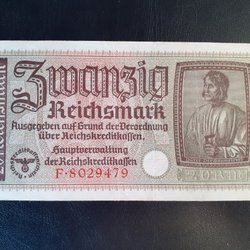 Zwanzig
Reichsmark
Ausgegeben auf Grund der Verordnung
über Reichskreditkassen.
Hauptverwaltung
der Reichskreditkassen
F·8029479